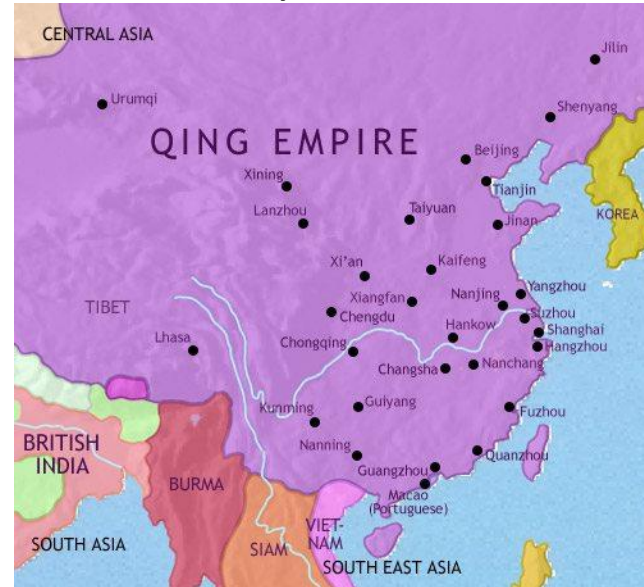 CENTRAL ASIA
Jilin
Urumqi
Shenyang
QING EMPIRE
Beijing
Xining
Tianjin
Lanzhou
Taiyuan
Jinan
KOREA
Xi'an
Kaifeng
Xiangfan
Nanjing
Yangzhou
TIBET
Chengdu
Suzhou
Hankow
Shanghai
Lhasa
Chongqing
Hangzhou
Changsha
Nanchang
Kunming
Guiyang
Fuzhou
BRITISH
INDIA
Nanning
Quanzhou
Guangzhou
BURMA
Macao
(Portuguese)
VIET-
NAM
SOUTH ASIA
SIAM
SOUTH EAST ASIA